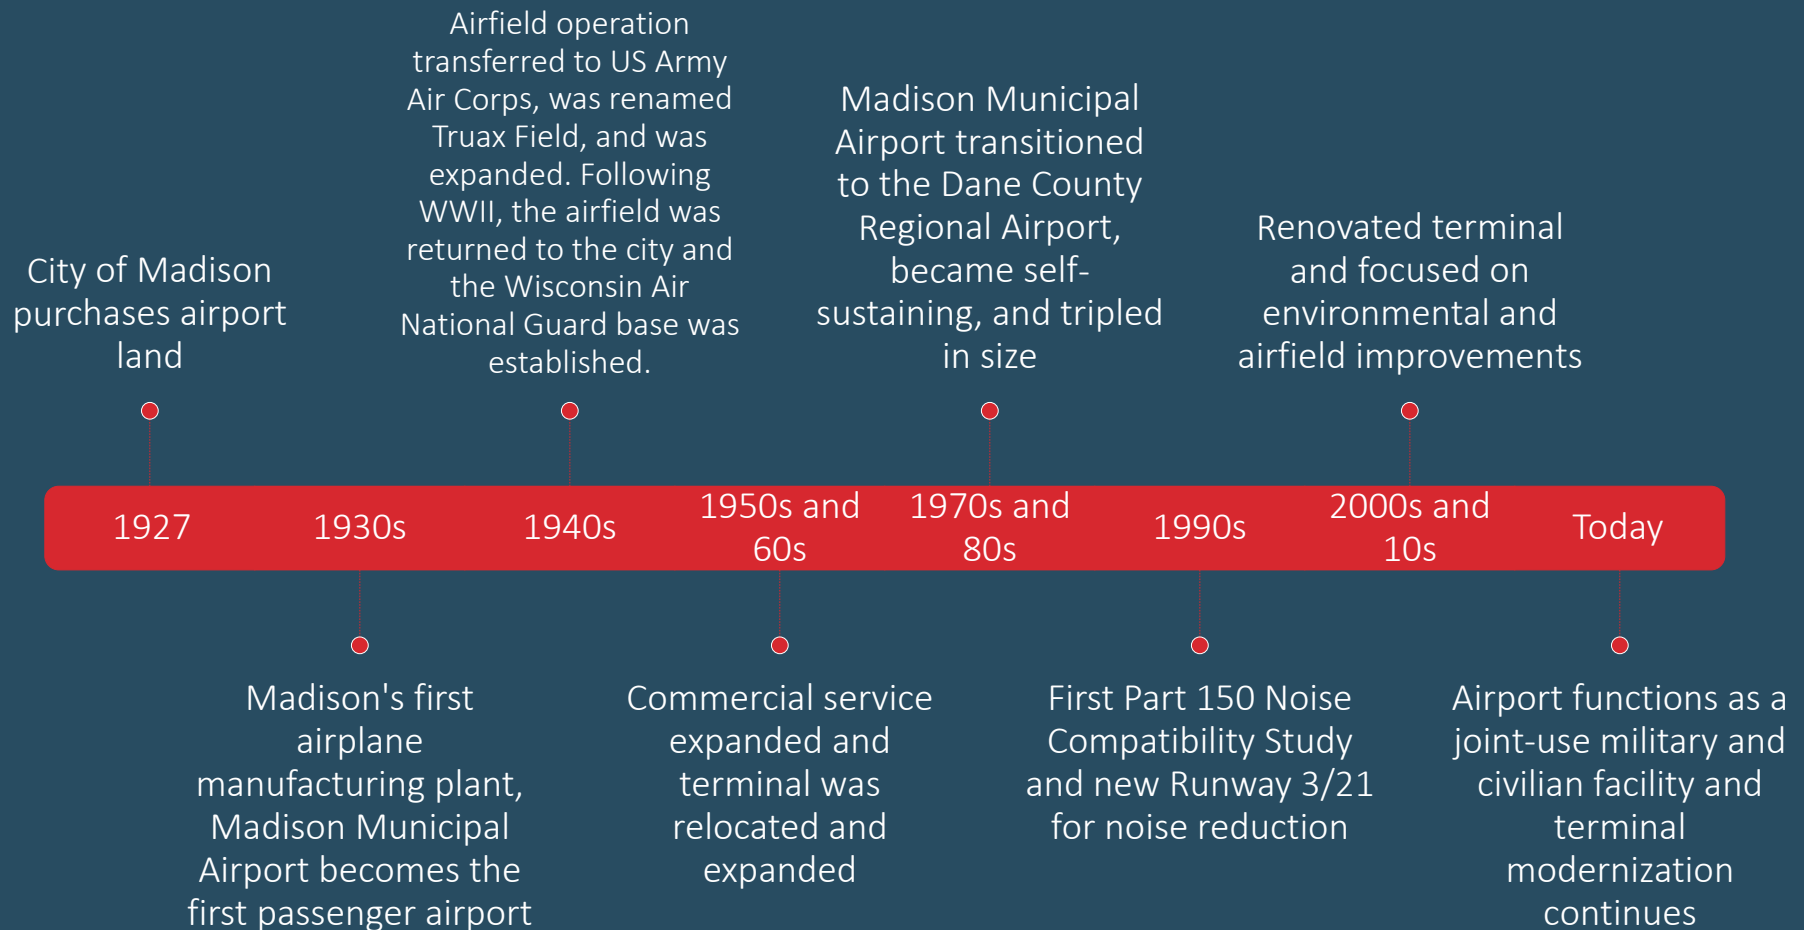 City of Madison
purchases airport
land
Airfield operation
transferred to US Army
Air Corps, was renamed
Truax Field, and was
expanded. Following
WWII, the airfield was
returned to the city and
the Wisconsin Air
National Guard base was
established.
Madison Municipal
Airport transitioned
to the Dane County
Regional Airport,
became self-
sustaining, and tripled
in size
Renovated terminal
and focused on
environmental and
airfield improvements
1927
1930s
1940s
1950s and
60s
1970s and
80s
1990s
2000s and
10s
Today
Madison's first
airplane
manufacturing plant,
Madison Municipal
Airport becomes the
first passenger airport
Commercial service
expanded and
terminal was
relocated and
expanded
First Part 150 Noise
Compatibility Study
and new Runway 3/21
for noise reduction
Airport functions as a
joint-use military and
civilian facility and
terminal
modernization
continues